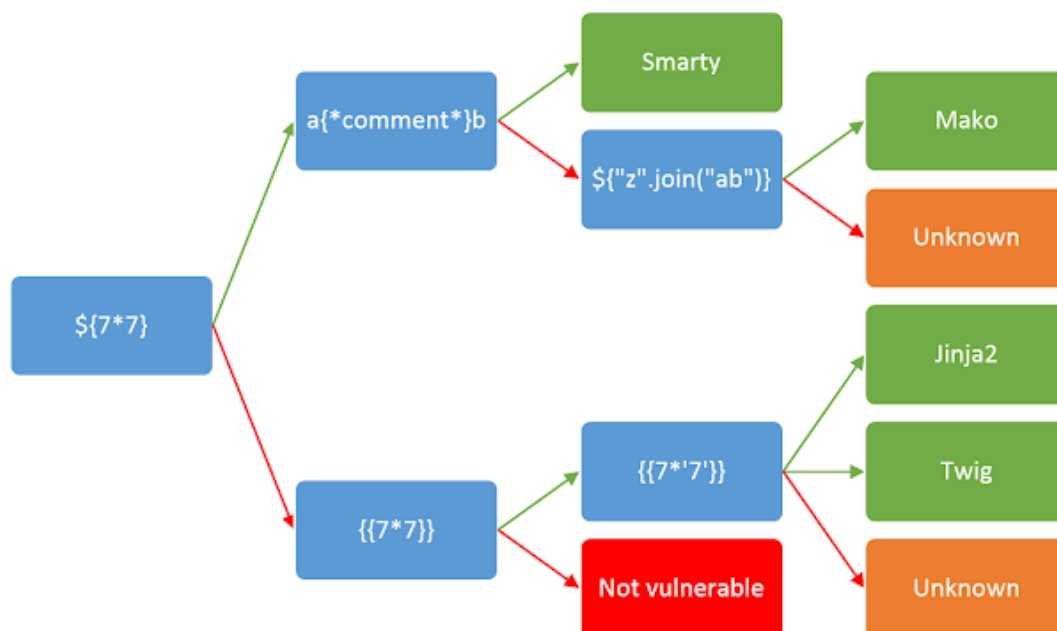 Smarty
a{*comment*}b
Mako
${"z".join("ab")}
Unknown
${7*7}
Jinja2
{{7*'7'}}
Twig
{{7*7}}
Not vulnerable
Unknown